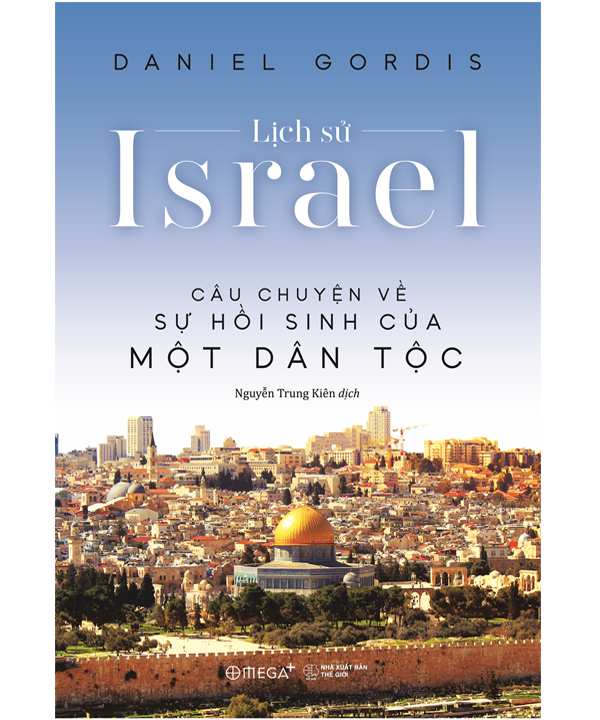 DANIEL GORDIS
Lịch sử
Israel
CÂU CHUYỆN VỀ
SỰ HỒI SINH CỦA
MỘT DÂN TỘC
Nguyễn Trung Kiên dịch
OMEGA+
NHÀ XUẤT BẢN
THẾ GIỚI